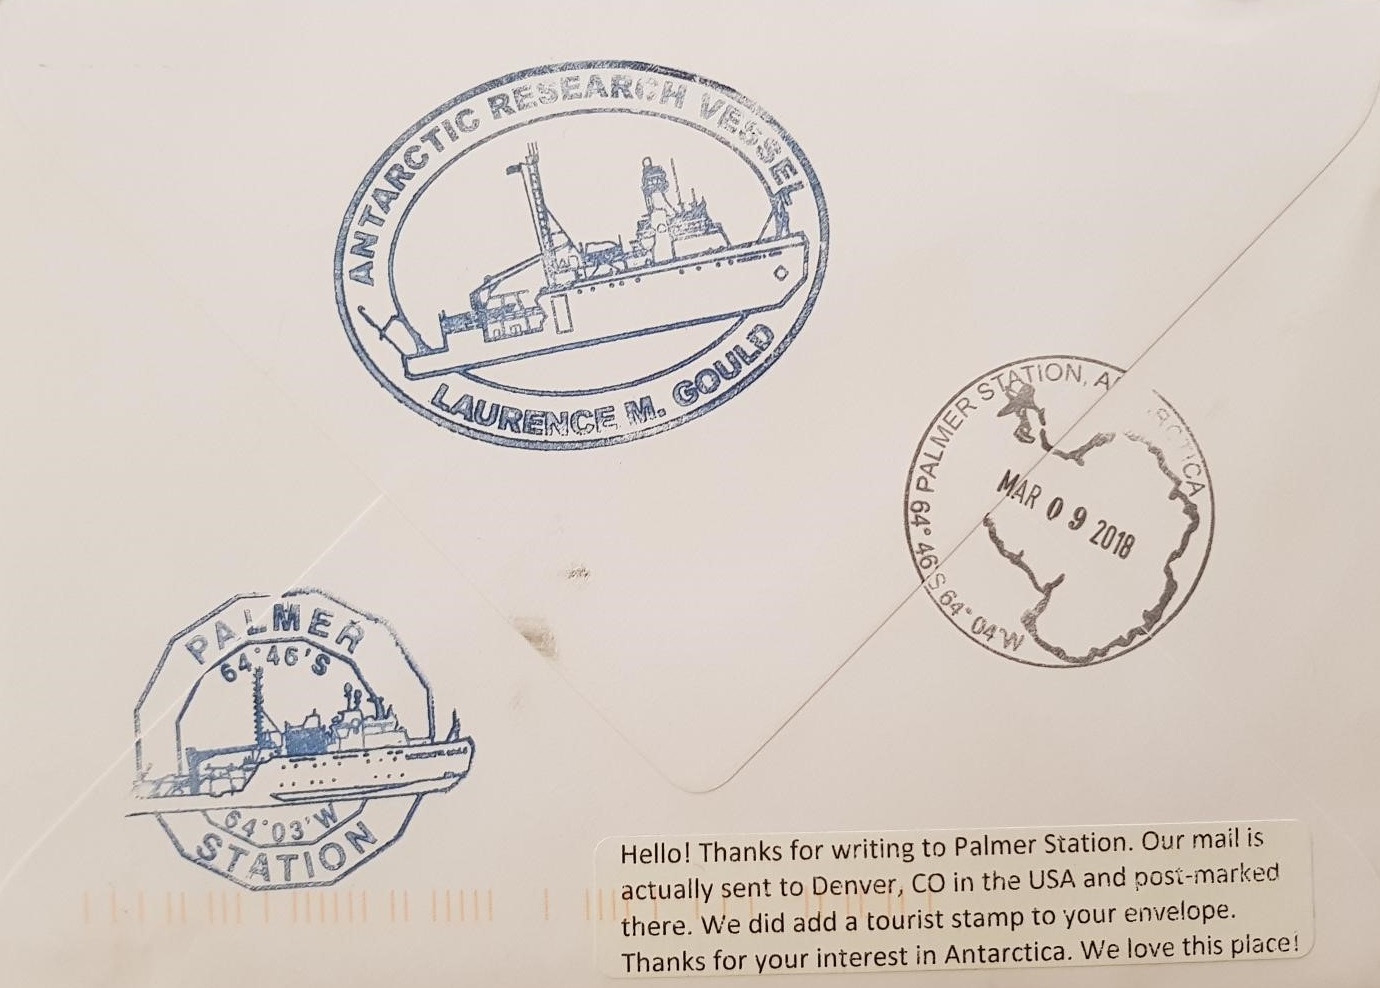 ANTARCTIC RESEARCH VESSEL
LAURENCE M. GOULD
64°46'S 64°04'W PALMER STATION, A RCTICA
MAR 09 2018
PALMER
64°46'S
64°03'W
STATION
Hello! Thanks for writing to Palmer Station. Our mail is
actually sent to Denver, CO in the USA and post-marked
there. We did add a tourist stamp to your envelope.
Thanks for your interest in Antarctica. We love this place!